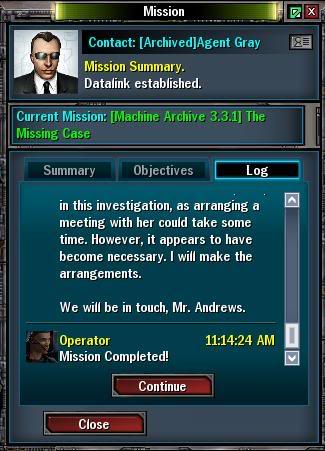 Mission
Contact: [Archived]Agent Gray
Mission Summary.
Datalink established.
Current Mission: [Machine Archive 3.3.1] The
Missing Case
Summary
Objectives
Log
in this investigation, as arranging a
meeting with her could take some
time. However, it appears to have
become necessary. I will make the
arrangements.
We will be in touch, Mr. Andrews.
Operator 11:14:24 AM
Mission Completed!
Continue
Close